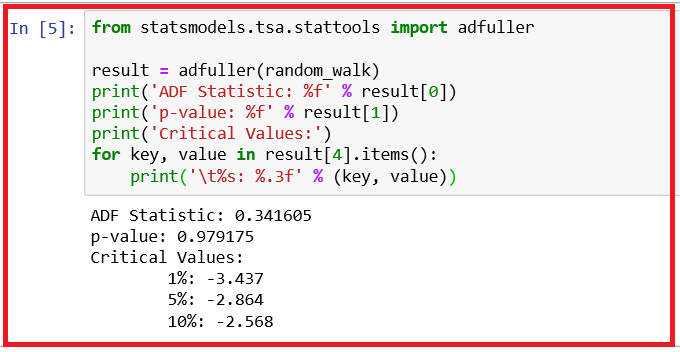 In [5]: from statsmodels.tsa.stattools import adfuller
result = adfuller(random_walk)
print('ADF Statistic: %f' % result[0])
print('p-value: %f' % result[1])
print('Critical Values:')
for key, value in result[4].items():
    print('\t%s: %.3f' % (key, value))
ADF Statistic: 0.341605
p-value: 0.979175
Critical Values:
1%: -3.437
5%: -2.864
10%: -2.568